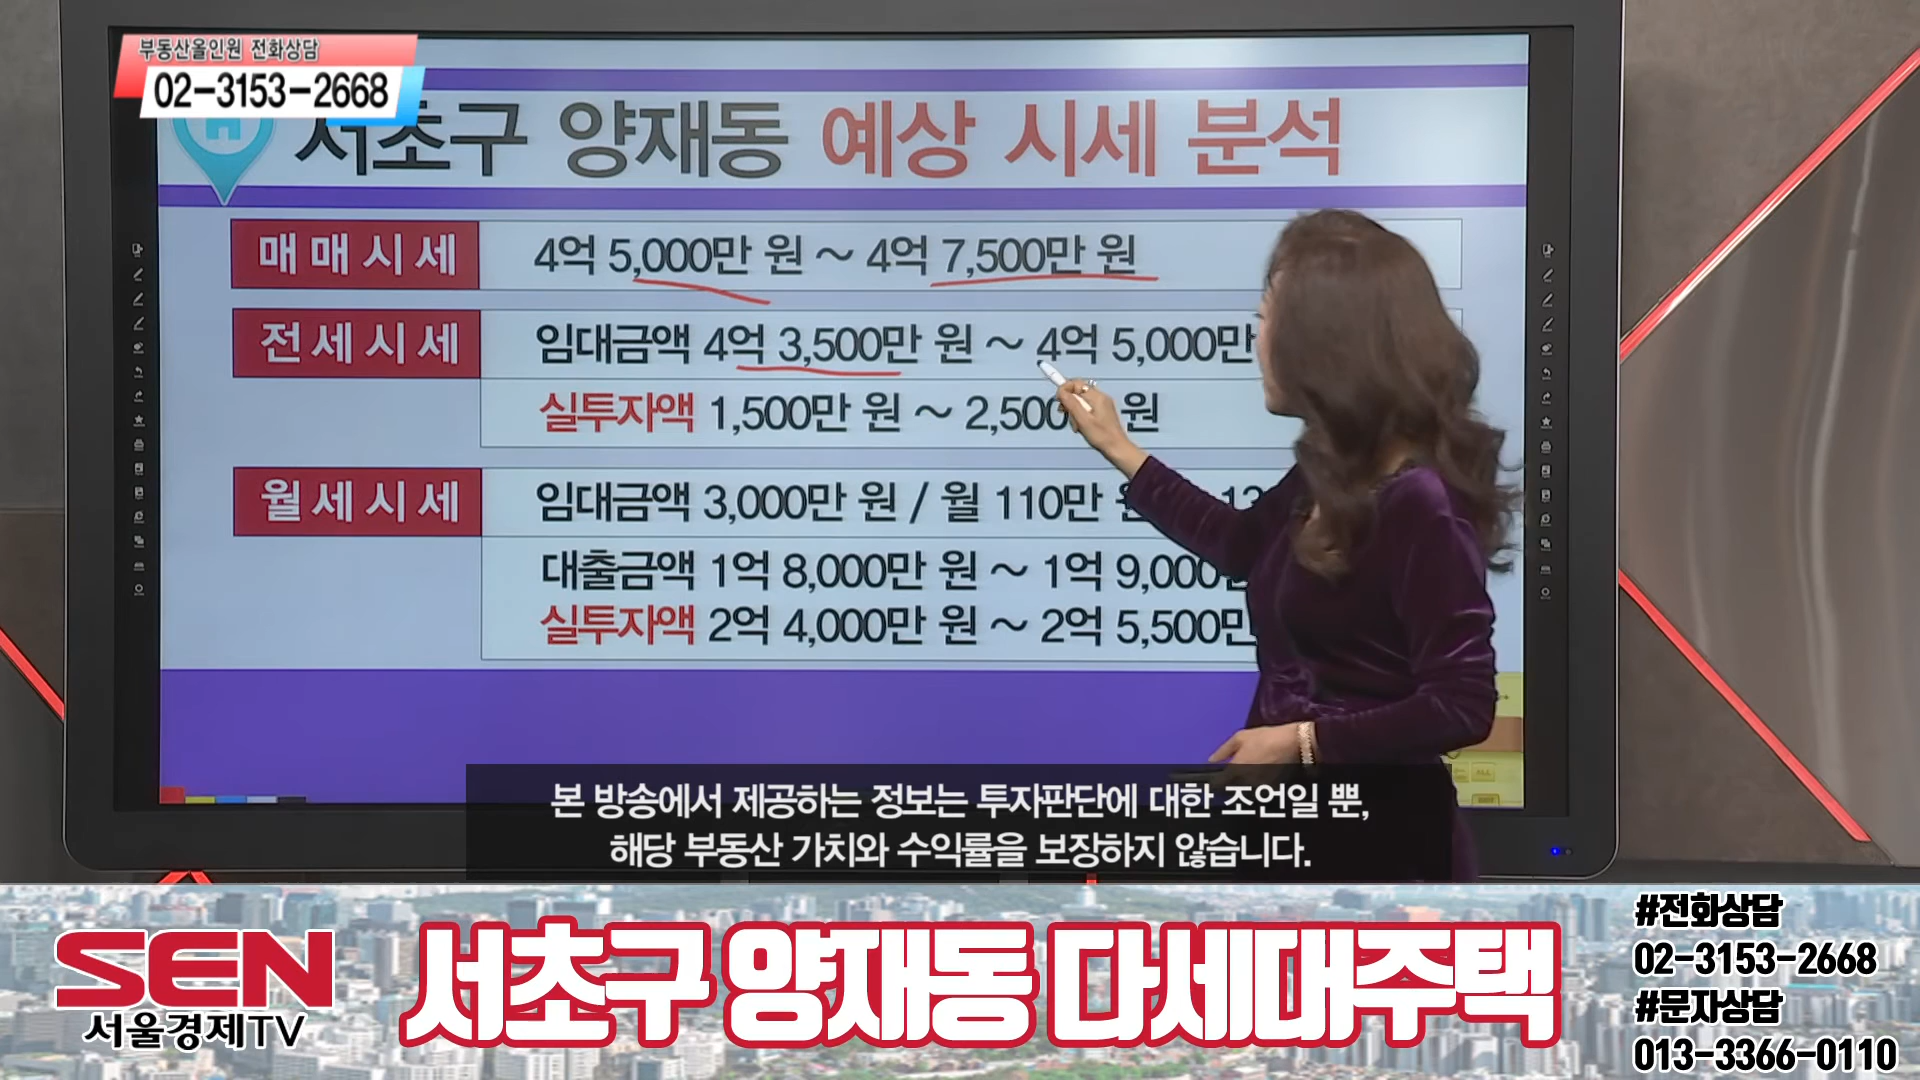 부동산올인원 전화상담
02-3153-2668
서초구 양재동 예상 시세 분석
매매시세
4억 5,000만 원 ~ 4억 7,500만 원
전세시세
임대금액 4억 3,500만 원 ~ 4억 5,000만
실투자액 1,500만 원 ~ 2,500 원
월세시세
임대금액 3,000만 원 / 월 110만
대출금액 1억 8,000만 원 ~ 1억 9,000
실투자액 2억 4,000만 원 ~ 2억 5,500만
본 방송에서 제공하는 정보는 투자판단에 대한 조언일 뿐,
해당 부동산 가치와 수익률을 보장하지 않습니다.
SEN
서울경제TV
서초구 양재동 다세대주택
#전화상담
02-3153-2668
#문자상담
013-3366-0110